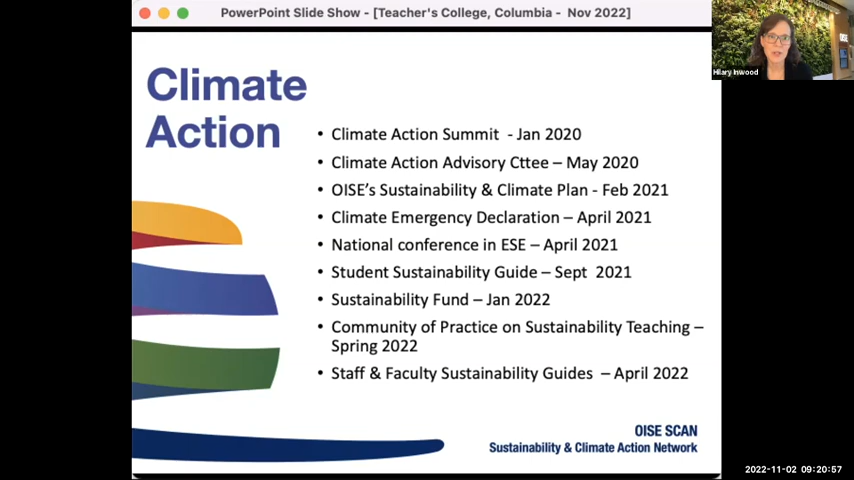 PowerPoint Slide Show - [Teacher's College, Columbia - Nov 2022]
Hilary Inwood
Climate
Action
• Climate Action Summit - Jan 2020
• Climate Action Advisory Cttee – May 2020
• OISE's Sustainability & Climate Plan - Feb 2021
• Climate Emergency Declaration – April 2021
• National conference in ESE – April 2021
• Student Sustainability Guide – Sept 2021
• Sustainability Fund – Jan 2022
• Community of Practice on Sustainability Teaching –
Spring 2022
• Staff & Faculty Sustainability Guides – April 2022
OISE SCAN
Sustainability & Climate Action Network
2022-11-02 09:20:57